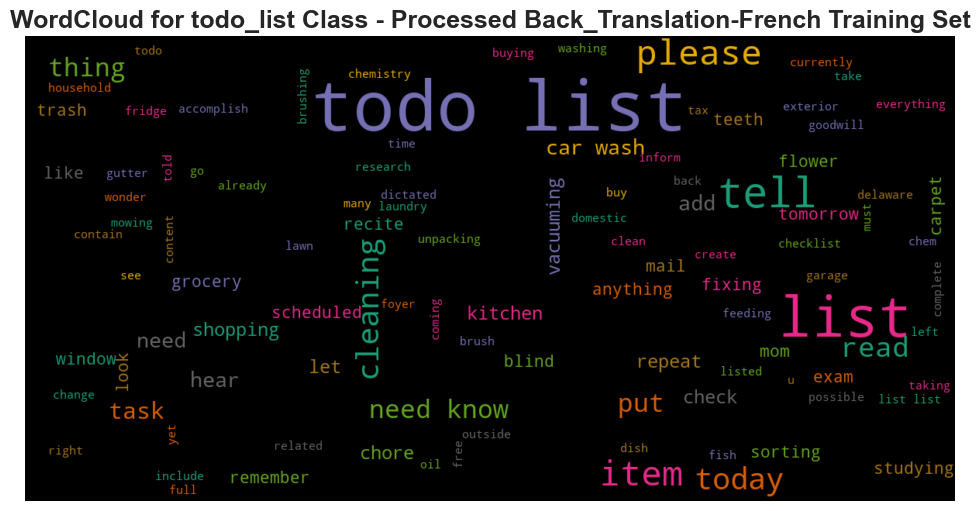 WordCloud for todo_list Class - Processed Back_Translation-French Training Set
todo
buying
washing
please
currently
thing
chemistry
take
household
brushing
todo list
trash
fridge
accomplish
tax
teeth
exterior
everything
goodwill
time
car wash
inform
flower
like
gutter
told
go
research
already
back
tell
wonder
many
dictated
laundry
vacuuming
buy
add
delaware
carpet
mowing
content
recite
domestic
tomorrow
must
contain
lawn
unpacking
clean
checklist
chem
create
see
grocery
cleaning
mail
garage
complete
anything
fixing
scheduled
foyer
coming
kitchen
feeding
list
shopping
left
need
brush
window
look
let
blind
repeat
mom
read
hear
listed
u
exam
taking
change
possible
list list
task
need know
put
check
yet
outside
right
related
chore
free
oil
dish
fish
sorting
include
full
remember
item
today
studying